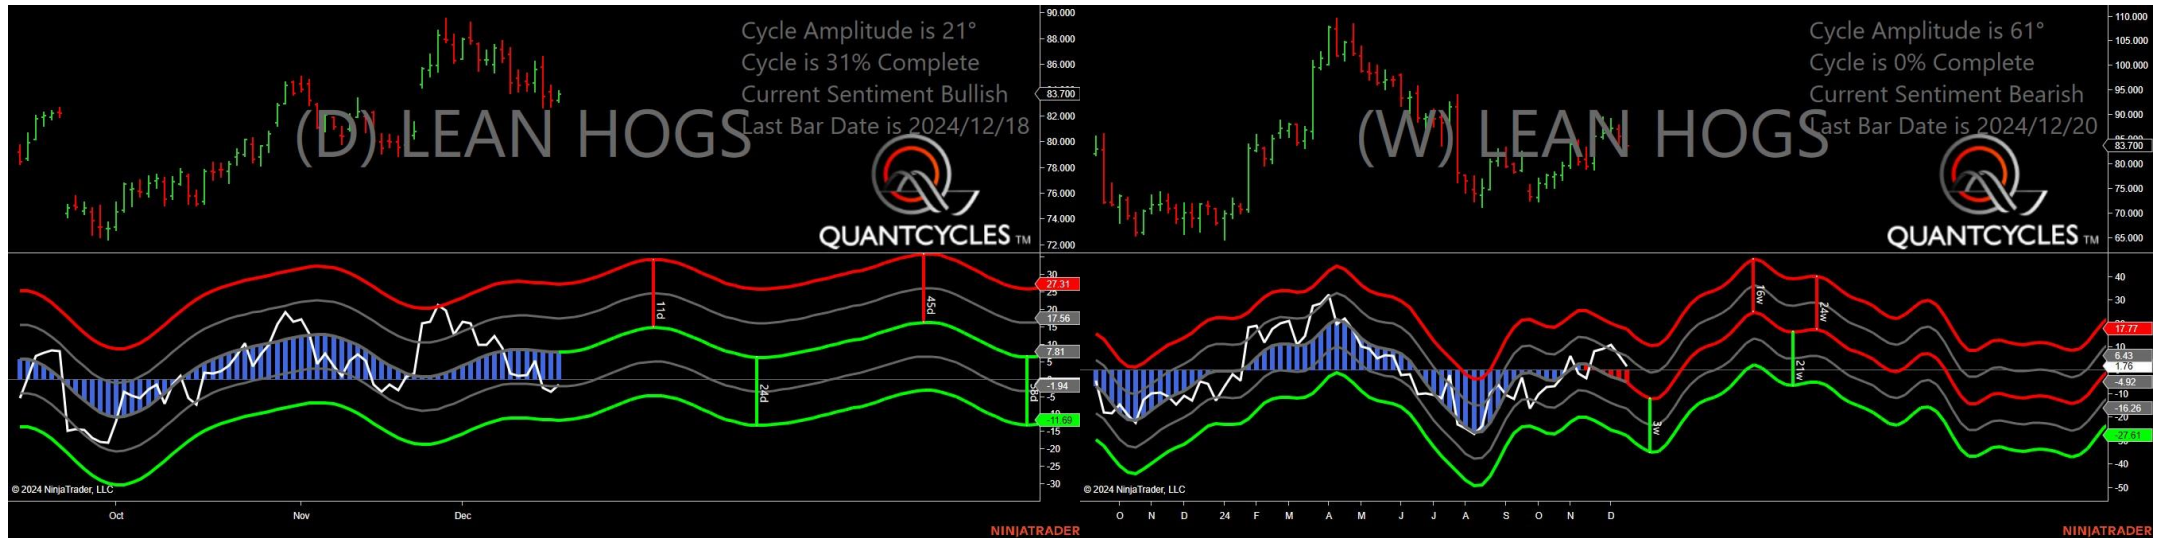 Cycle Amplitude is 21°
Cycle is 31% Complete
Current Sentiment Bullish
Last Bar Date is 2024/12/18
(D) LEAN HOGS
QUANTCYCLES TM
90.000
88.000
86.000
83.700
82.000
80.000
78.000
76.000
74.000
72.000
30
27.31
25
20
17.56
15
7.81
5
-1.94
-5
-11.69
-15
-20
-25
-30
11d
24d
45d
© 2024 NinjaTrader, LLC
Oct Nov Dec
NINJATRADER
Cycle Amplitude is 61°
Cycle is 0% Complete
Current Sentiment Bearish
Last Bar Date is 2024/12/20
(W) LEAN HOGS
QUANTCYCLES TM
110.000
105.000
100.000
95.000
90.000
85.000
83.700
80.000
75.000
70.000
65.000
40
30
17.77
10
6.43
1.76
-4.92
-10
-16.26
-20
-27.61
-40
-50
3w
16w
21w
24w
© 2024 NinjaTrader, LLC
O N D 24 F M A M J J A S O N D
NINJATRADER